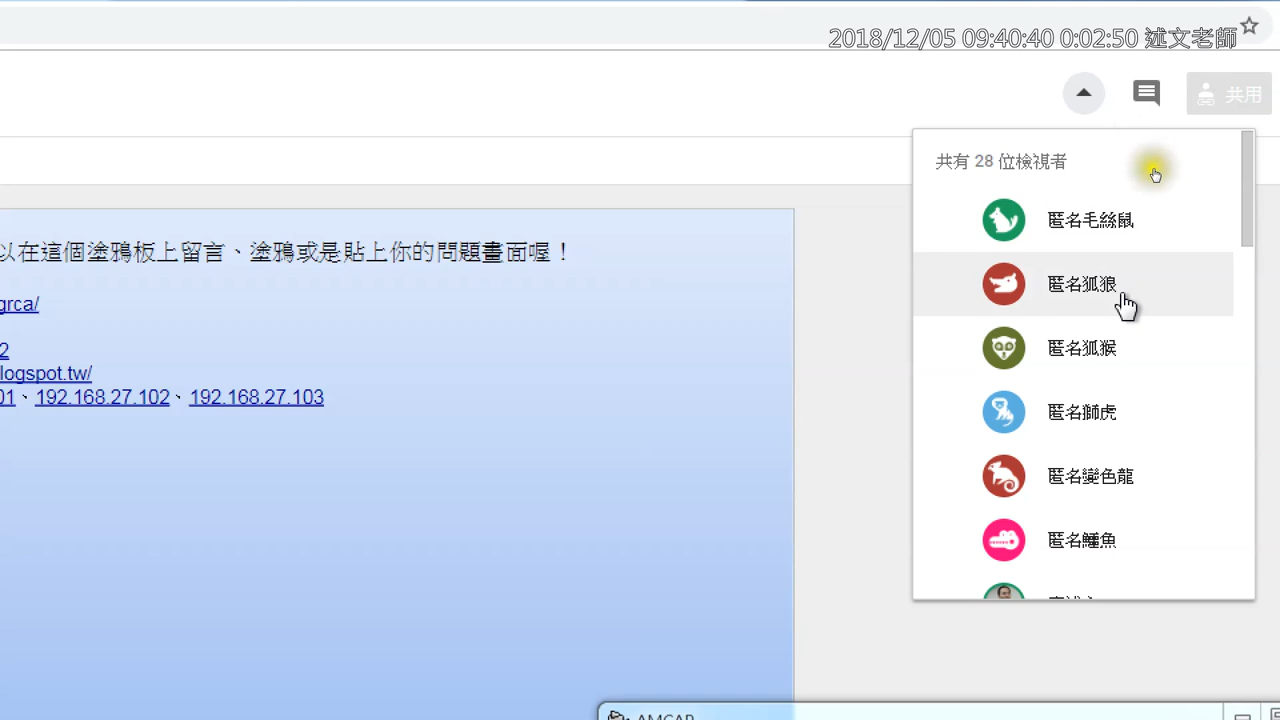 2018/12/05 09:40:40 0:02:50 述文老師
共用
共有 28 位檢視者
匿名毛絲鼠
匿名狐狼
匿名狐猴
匿名獅虎
匿名變色龍
匿名鱷魚
以在這個塗鴉板上留言、塗鴉或是貼上你的問題畫面喔！
grca/
2
logspot.tw/
01、192.168.27.102、192.168.27.103
AMCAP